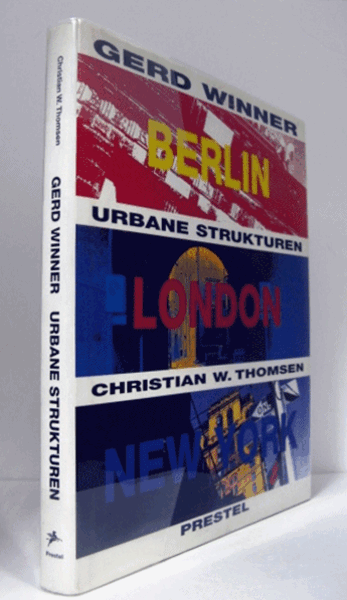 Christian W. Thomsen
GERD WINNER URBANE STRUKTUREN
Prestel
GERD WINNER
BERLIN
URBANE STRUKTUREN
LONDON
CHRISTIAN W. THOMSEN
NEW YORK
PRESTEL